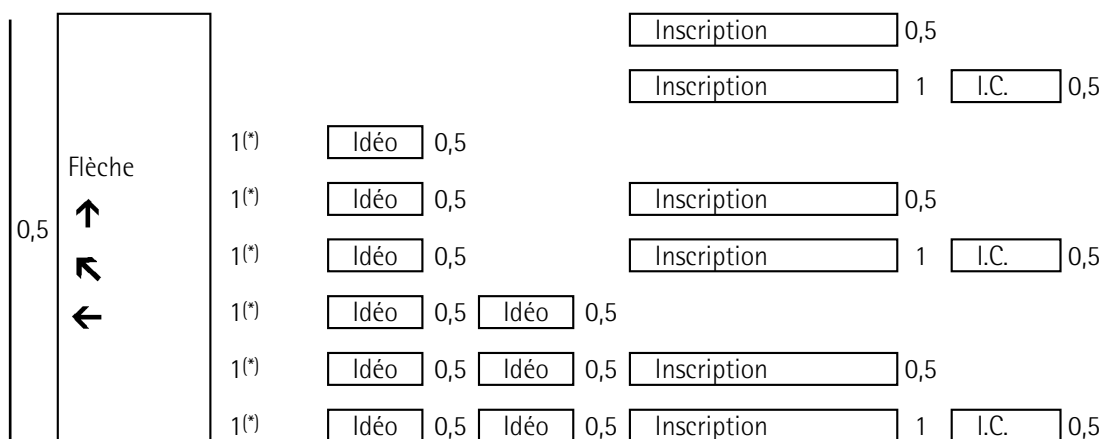 Inscription 0,5
Inscription 1 I.C. 0,5
1(*) Idéo 0,5
Flèche
1(*) Idéo 0,5 Inscription 0,5
0,5
1(*) Idéo 0,5 Inscription 1 I.C. 0,5
1(*) Idéo 0,5 Idéo 0,5
1(*) Idéo 0,5 Idéo 0,5 Inscription 0,5
1(*) Idéo 0,5 Idéo 0,5 Inscription 1 I.C. 0,5